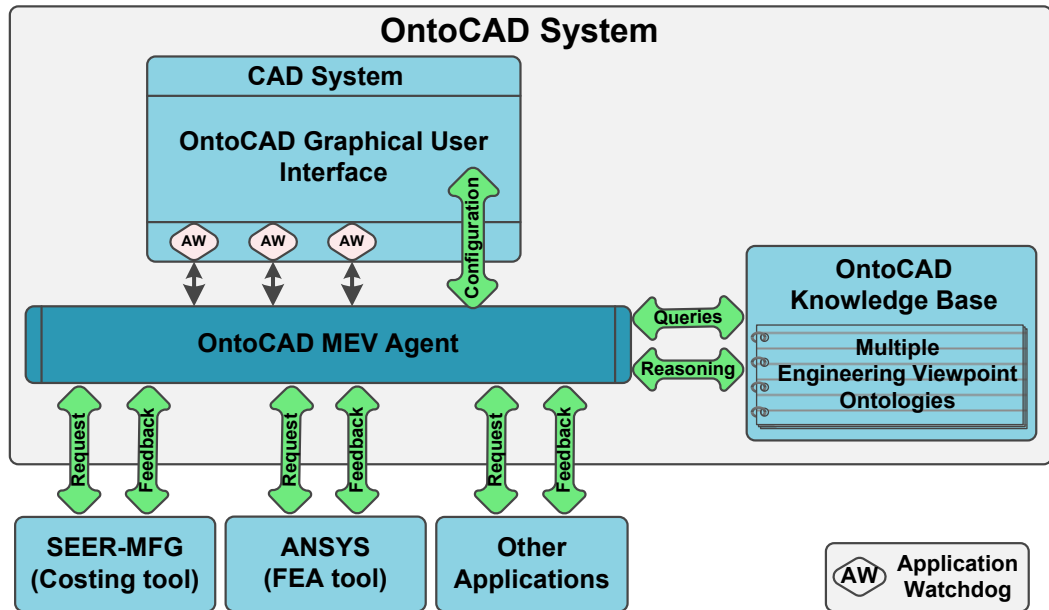 OntoCAD System
CAD System
OntoCAD Graphical User
Interface
AW
AW
AW
Configuration
OntoCAD MEV Agent
Queries
Reasoning
OntoCAD
Knowledge Base
Multiple
Engineering Viewpoint
Ontologies
Request
Feedback
Request
Feedback
Request
Feedback
SEER-MFG
(Costing tool)
ANSYS
(FEA tool)
Other
Applications
AW
Application
Watchdog